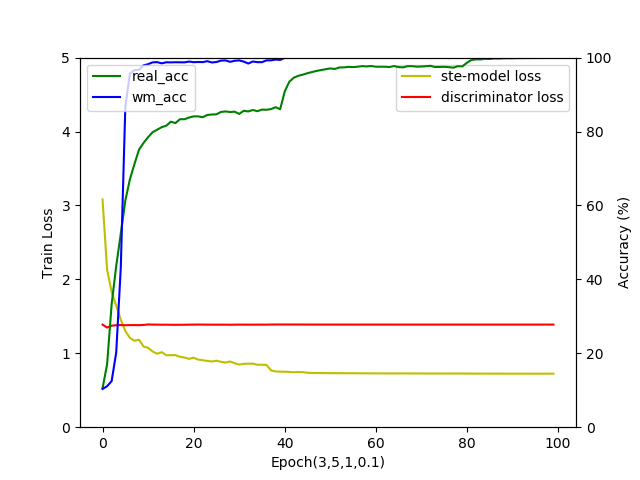 real_acc
wm_acc
ste-model loss
discriminator loss
5
4
3
2
1
0
Train Loss
100
80
60
40
20
0
Accuracy (%)
0 20 40 60 80 100
Epoch(3,5,1,0.1)